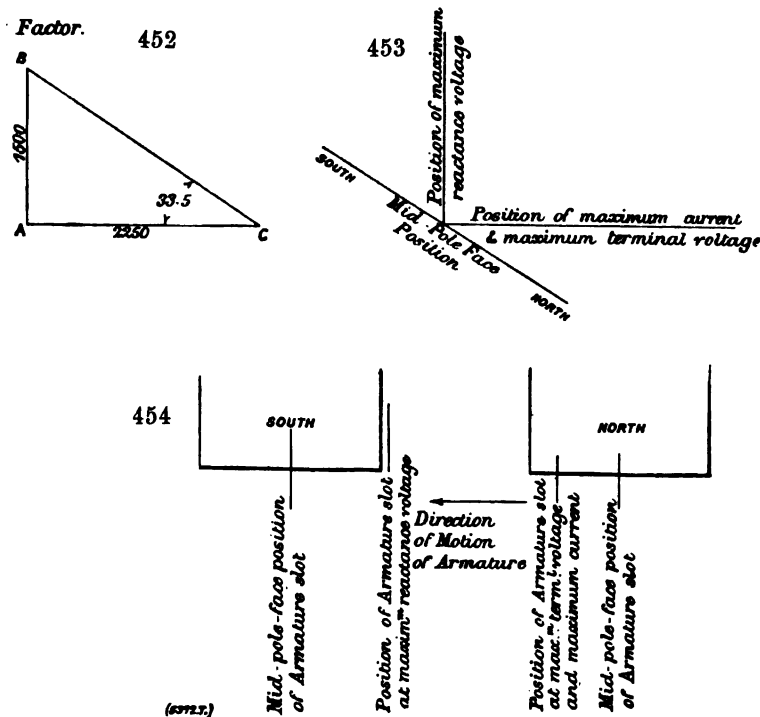 Factor.
452
B
1500
33.5
A
2250
C
453
Position of maximum
reactance voltage
SOUTH
Mid-Pole Face
Position
NORTH
Position of maximum current
& maximum terminal voltage
454
SOUTH
NORTH
Mid-pole-face position
of Armature slot
Position of Armature slot
at maxim.m reactance voltage
Direction
of Motion
of Armature
Position of Armature slot
at max.m term.l voltage
and maximum current
Mid-pole-face position
of Armature slot
(5372.T.)